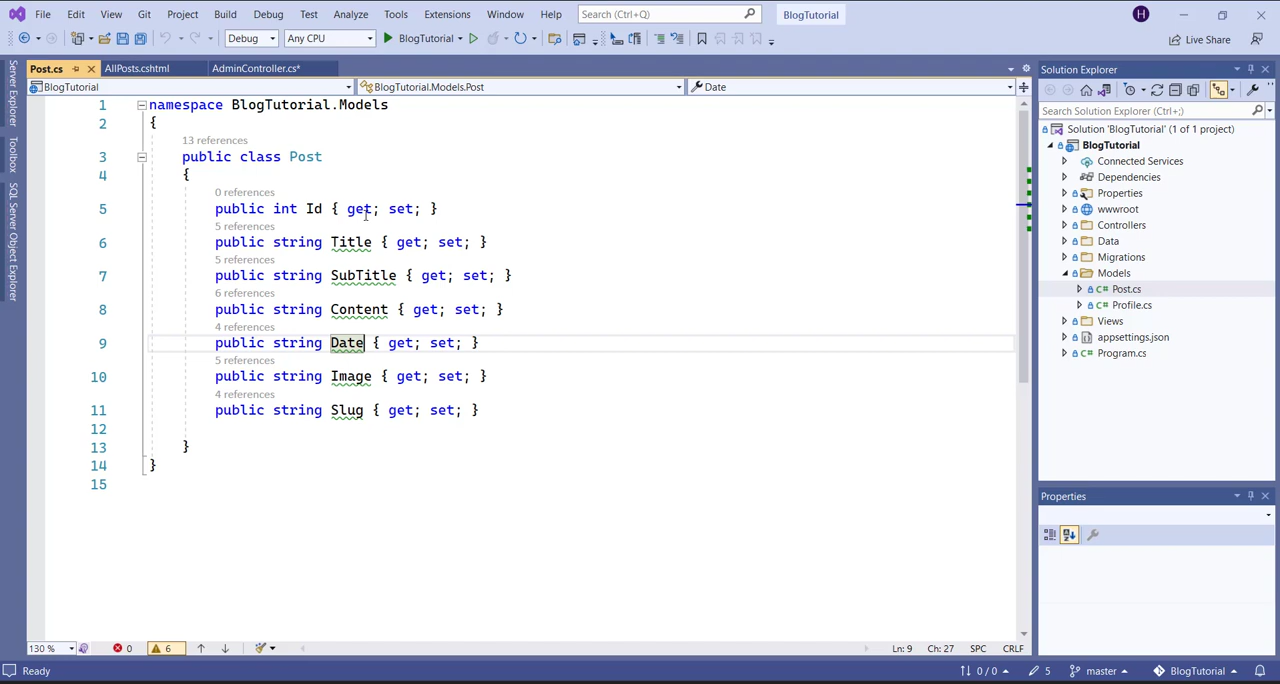 File Edit View Git Project Build Debug Test Analyze Tools Extensions Window Help Search (Ctrl+Q) BlogTutorial H
Debug Any CPU BlogTutorial Live Share
Post.cs AllPosts.cshtml AdminController.cs* Solution Explorer
BlogTutorial BlogTutorial.Models.Post Date
Search Solution Explorer (Ctrl+;)
Server Explorer
Toolbox
SQL Server Object Explorer
1 namespace BlogTutorial.Models
2 {
13 references
3 public class Post
4 {
0 references
5 public int Id { get; set; }
5 references
6 public string Title { get; set; }
5 references
7 public string SubTitle { get; set; }
6 references
8 public string Content { get; set; }
4 references
9 public string Date { get; set; }
5 references
10 public string Image { get; set; }
4 references
11 public string Slug { get; set; }
12
13 }
14 }
15
Solution 'BlogTutorial' (1 of 1 project)
BlogTutorial
Connected Services
Dependencies
Properties
wwwroot
Controllers
Data
Migrations
Models
C# Post.cs
C# Profile.cs
Views
appsettings.json
C# Program.cs
Properties
130 % 0 6 Ln: 9 Ch: 27 SPC CRLF
Ready 0 / 0 5 master BlogTutorial